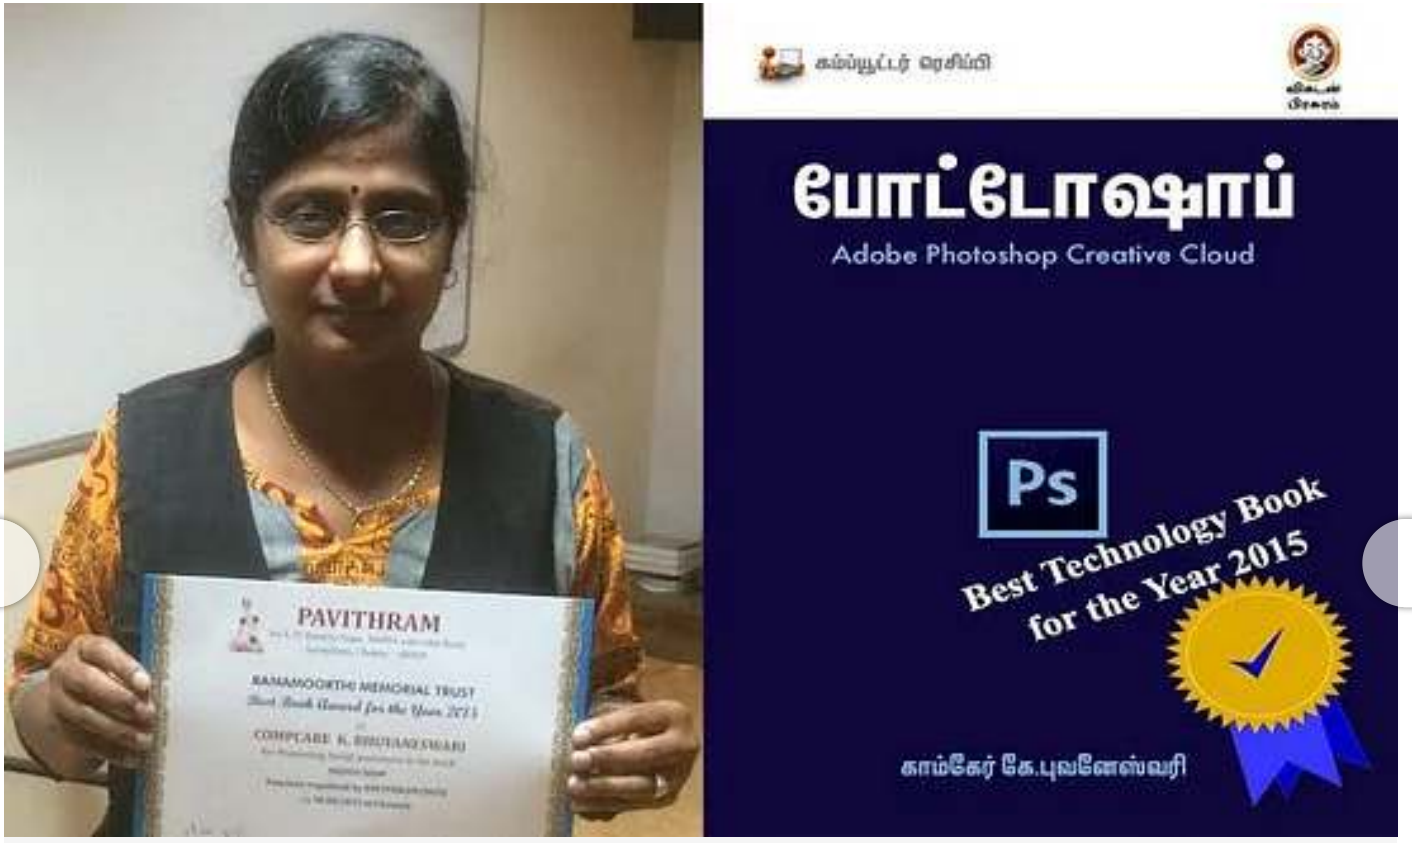 PAVITHRAM
RAMAMOORTHI MEMORIAL TRUST
Best Book Award for the Year 2015
COMPCARE K. BHUVANESWARI
கம்ப்யூட்டர் ரெசிப்பி
விகடன்
பிரசுரம்
போட்டோஷாப்
Adobe Photoshop Creative Cloud
Ps
Best Technology Book
for the Year 2015
காம்கேர் கே.புவனேஸ்வரி